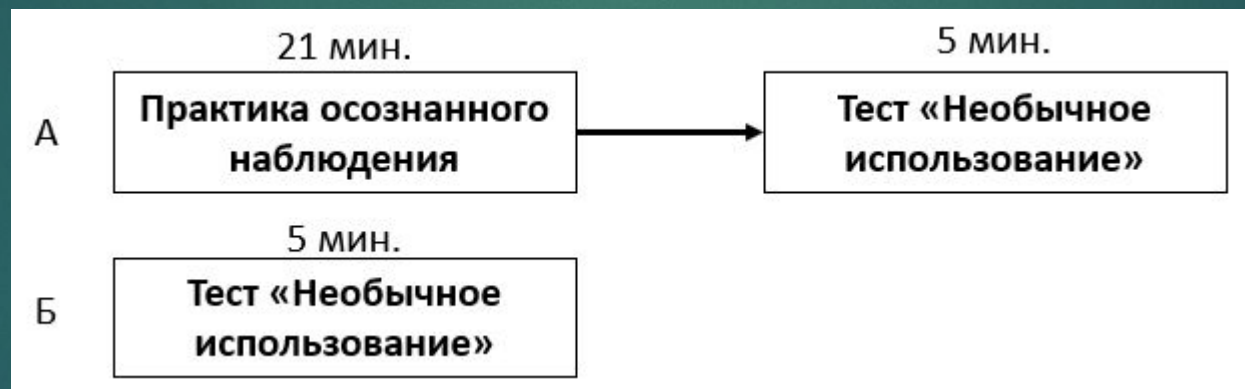 21 мин.
5 мин.
А
Практика осознанного
наблюдения
Тест «Необычное
использование»
5 мин.
Б
Тест «Необычное
использование»